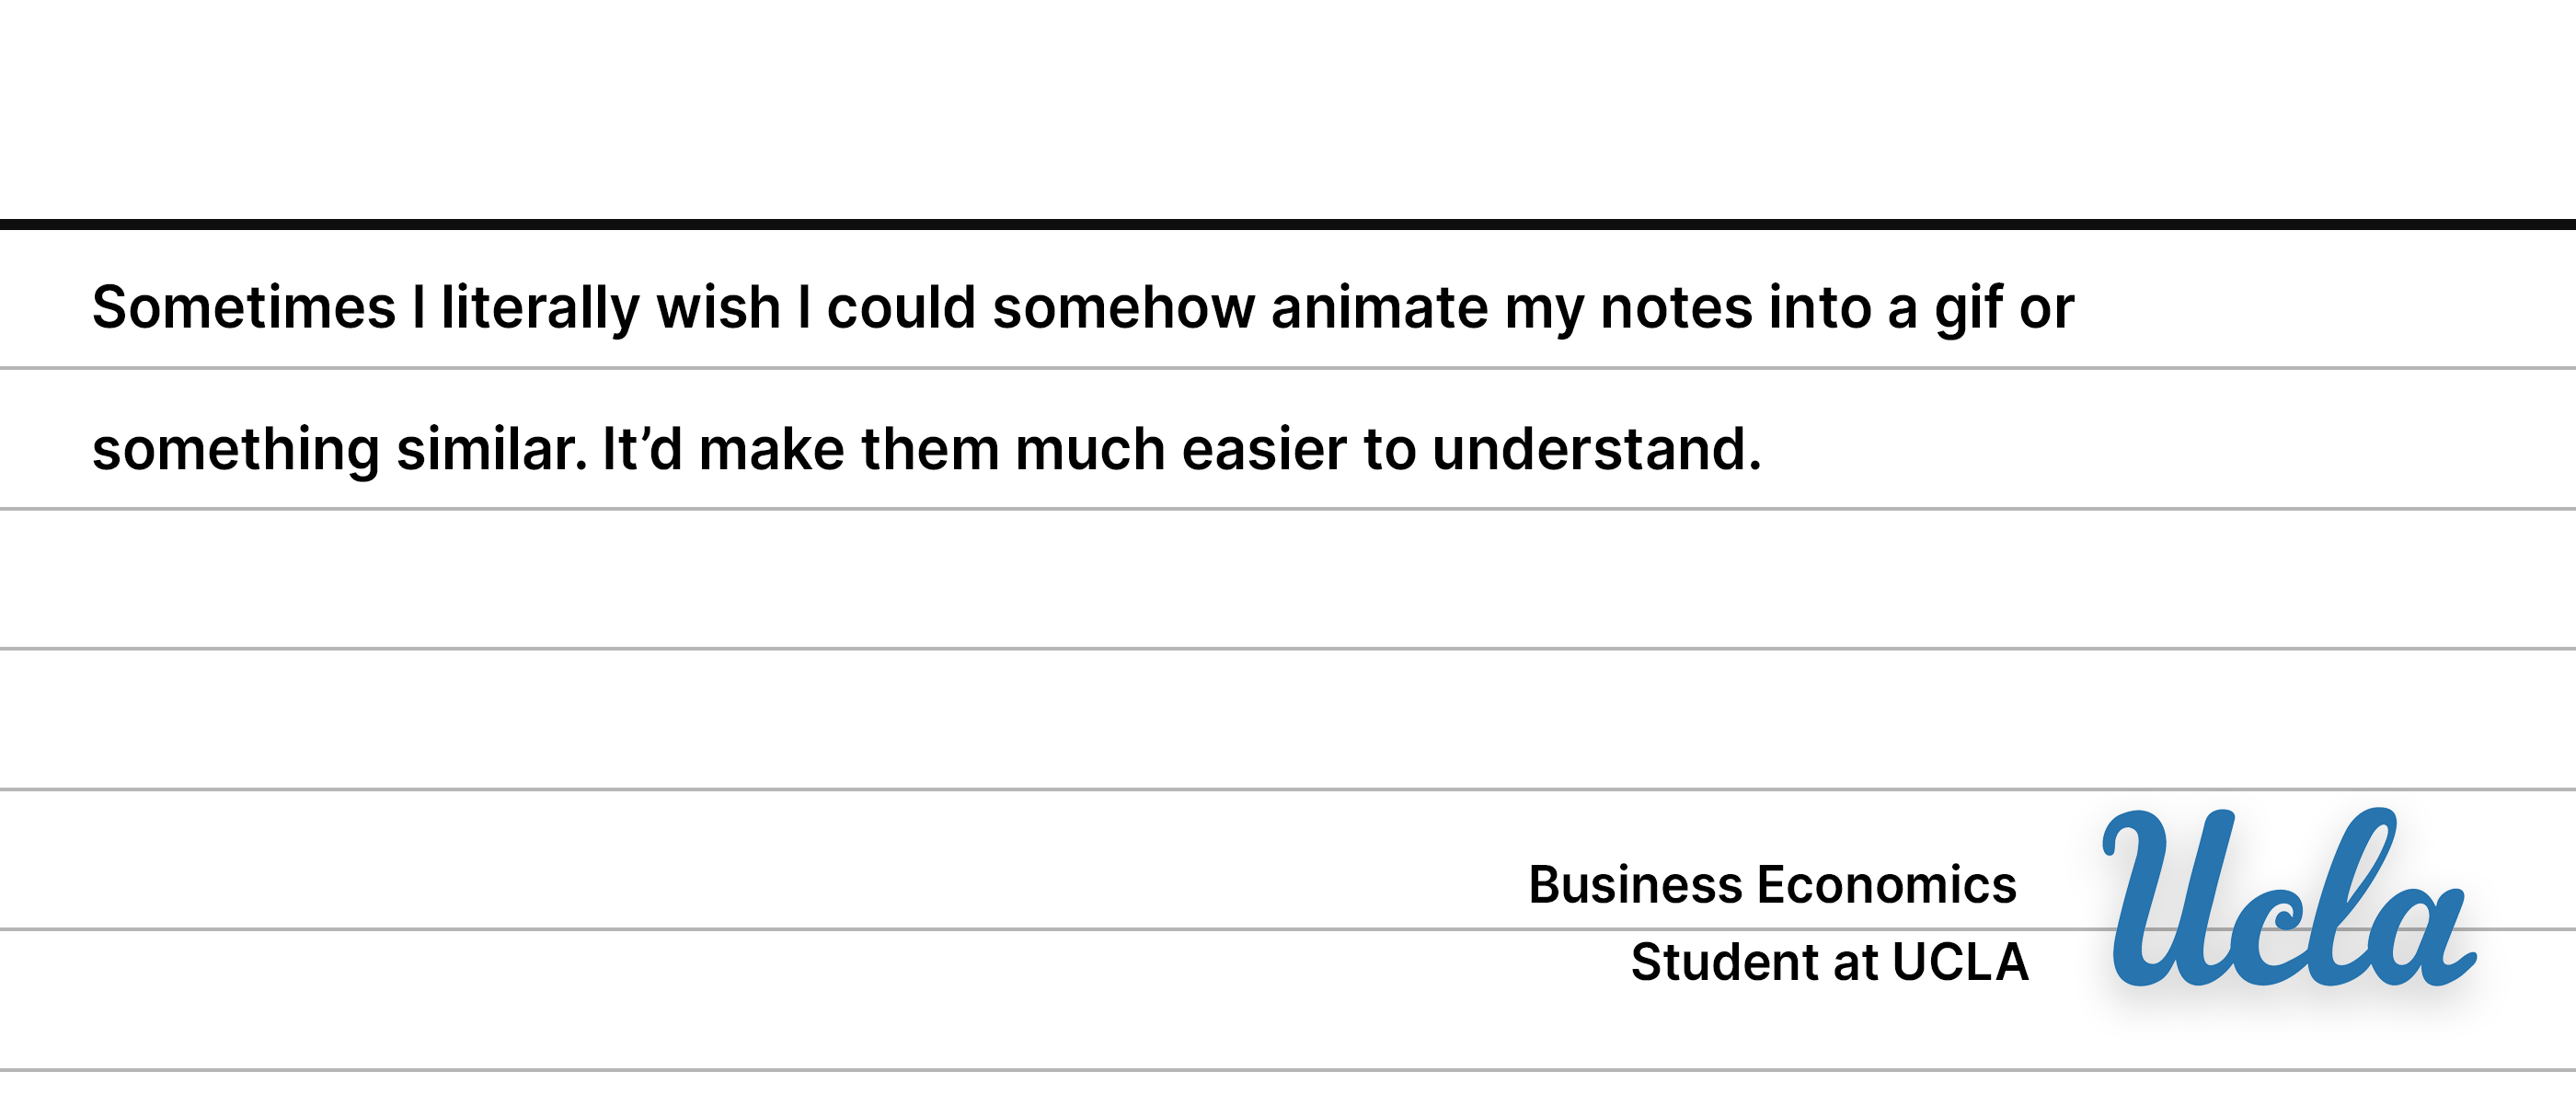 Sometimes I literally wish I could somehow animate my notes into a gif or
something similar. It’d make them much easier to understand.
Business Economics
Student at UCLA
Ucla